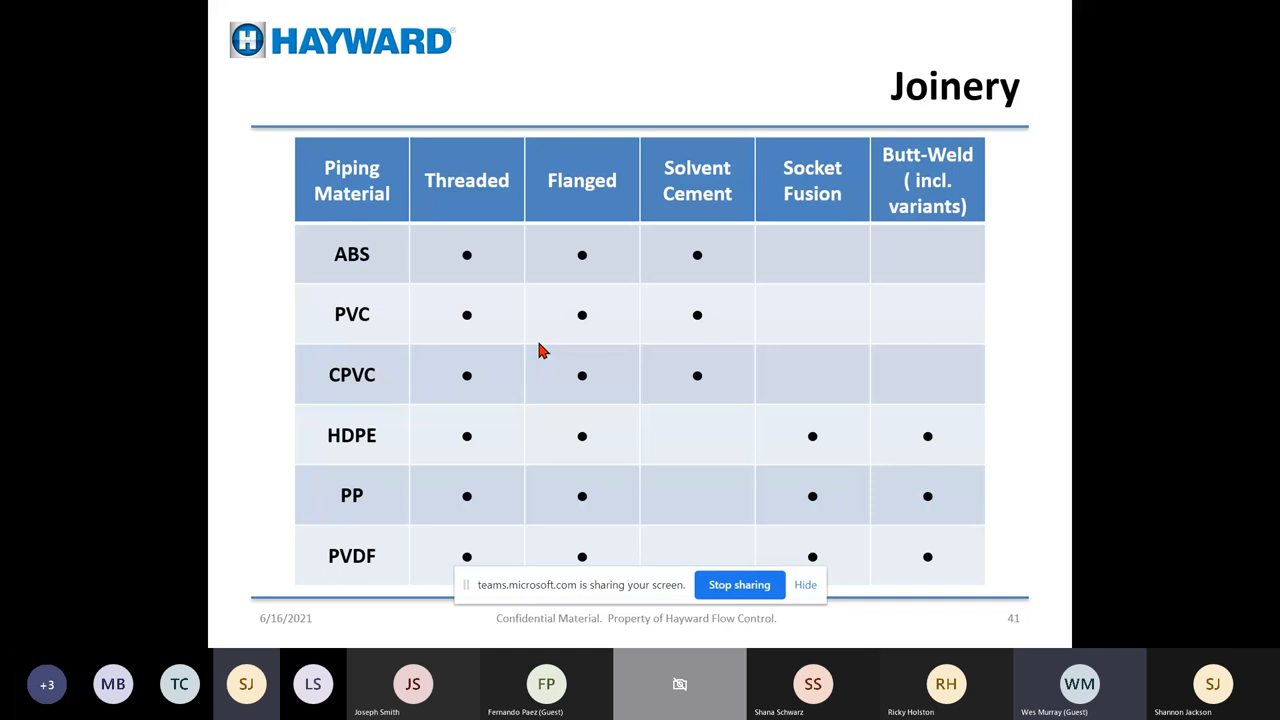 H HAYWARD®
Joinery
Piping Material
Threaded
Flanged
Solvent Cement
Socket Fusion
Butt-Weld ( incl. variants)
ABS ● ● ●
PVC ● ● ●
CPVC ● ● ●
HDPE ● ● ● ●
PP ● ● ● ●
PVDF ● ● ● ●
teams.microsoft.com is sharing your screen. Stop sharing Hide
6/16/2021 Confidential Material. Property of Hayward Flow Control. 41
+3 MB TC SJ LS JS FP SS RH WM SJ
Joseph Smith Fernando Paez (Guest) Shana Schwarz Ricky Holston Wes Murray (Guest) Shannon Jackson